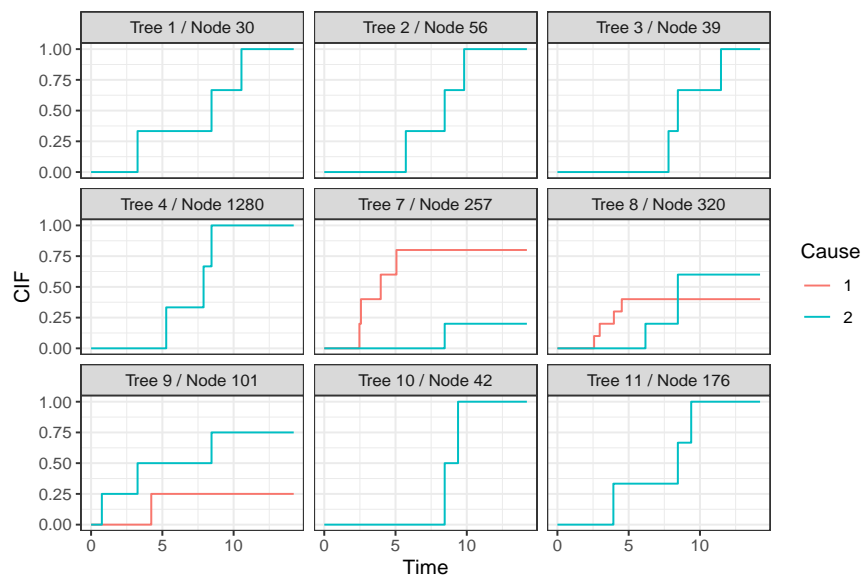 Tree 1 / Node 30
Tree 2 / Node 56
Tree 3 / Node 39
1.00
0.75
0.50
0.25
0.00
Tree 4 / Node 1280
Tree 7 / Node 257
Tree 8 / Node 320
1.00
0.75
0.50
0.25
0.00
CIF
Cause
1
2
Tree 9 / Node 101
Tree 10 / Node 42
Tree 11 / Node 176
1.00
0.75
0.50
0.25
0.00
0 5 10 0 5 10 0 5 10
Time